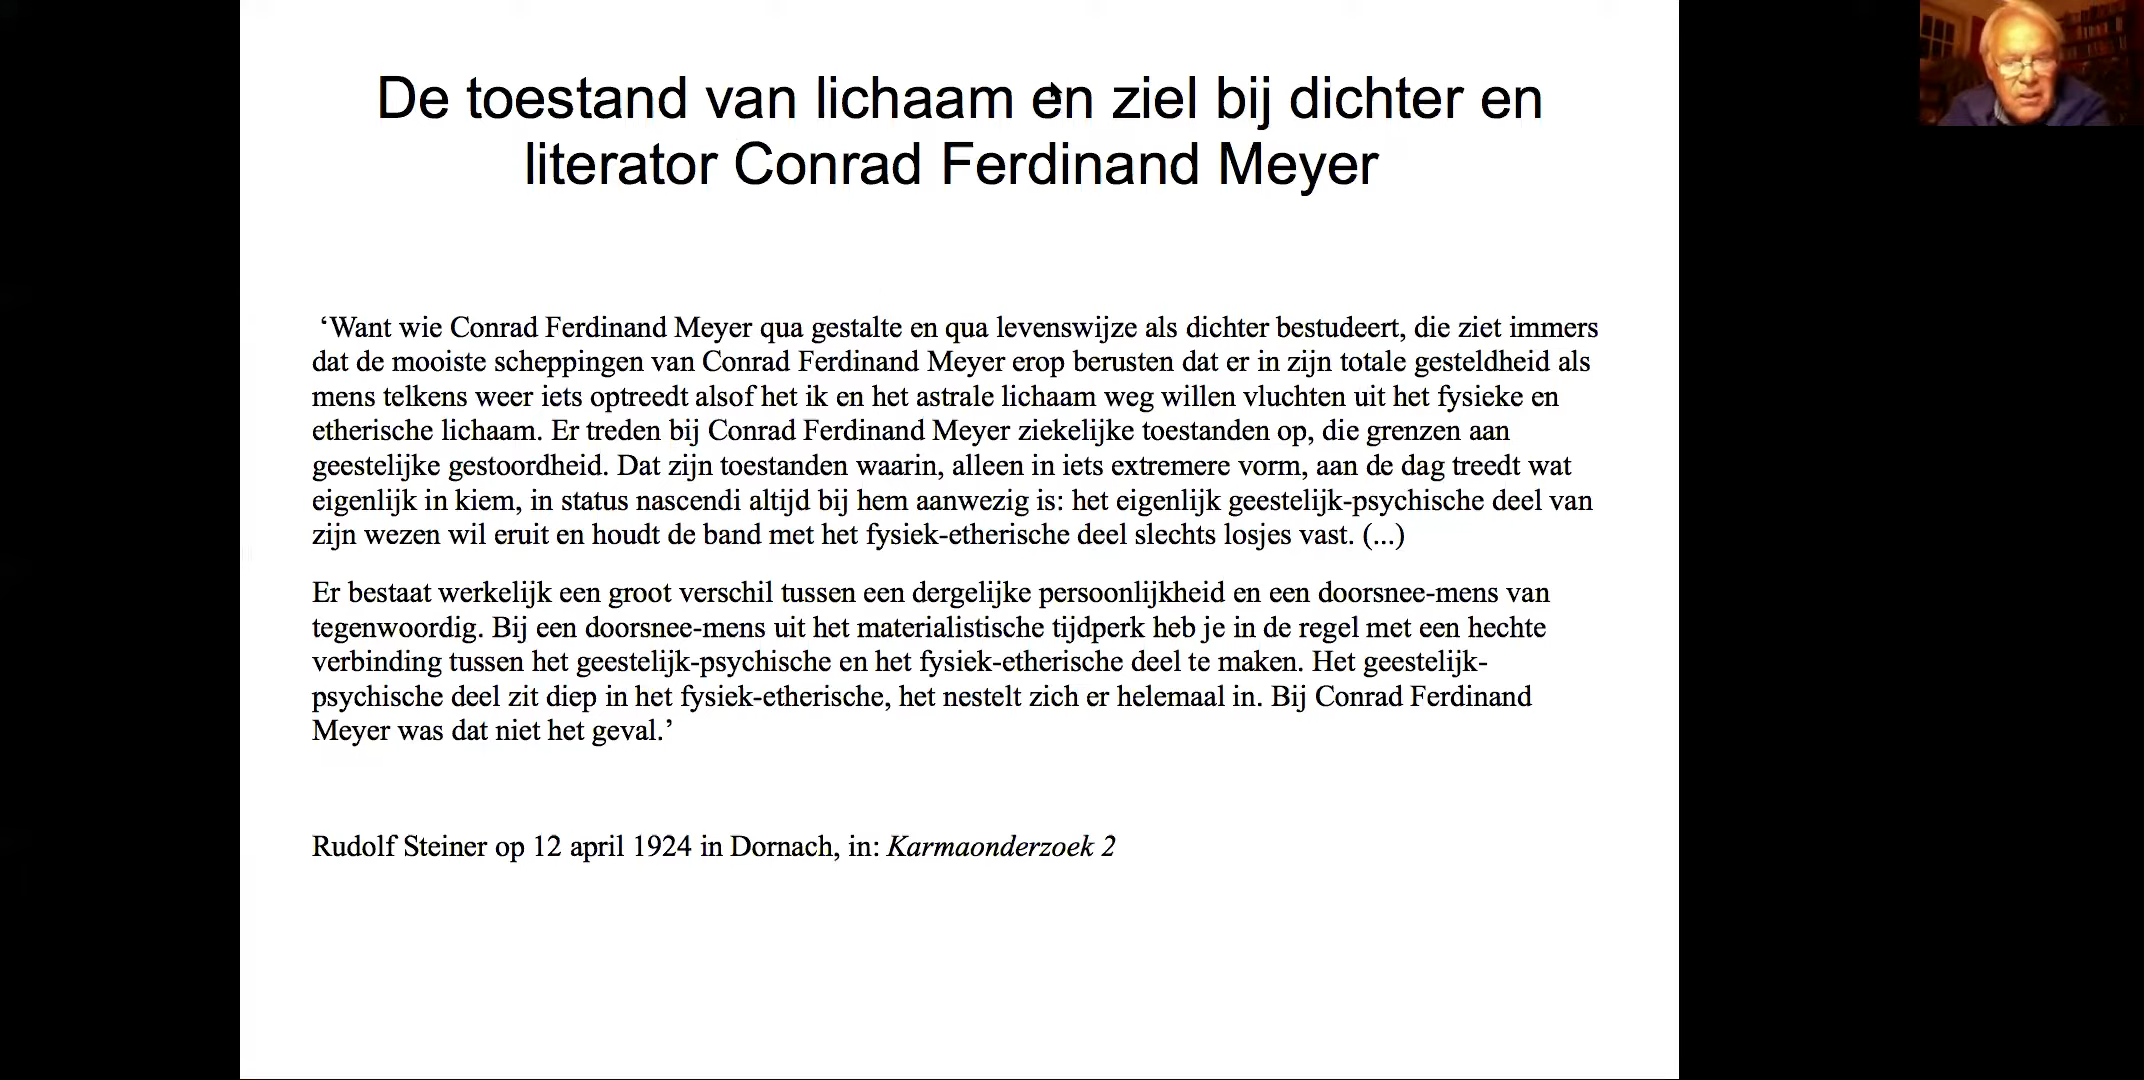 De toestand van lichaam en ziel bij dichter en
literator Conrad Ferdinand Meyer
‘Want wie Conrad Ferdinand Meyer qua gestalte en qua levenswijze als dichter bestudeert, die ziet immers
dat de mooiste scheppingen van Conrad Ferdinand Meyer erop berusten dat er in zijn totale gesteldheid als
mens telkens weer iets optreedt alsof het ik en het astrale lichaam weg willen vluchten uit het fysieke en
etherische lichaam. Er treden bij Conrad Ferdinand Meyer ziekelijke toestanden op, die grenzen aan
geestelijke gestoordheid. Dat zijn toestanden waarin, alleen in iets extremere vorm, aan de dag treedt wat
eigenlijk in kiem, in status nascendi altijd bij hem aanwezig is: het eigenlijk geestelijk-psychische deel van
zijn wezen wil eruit en houdt de band met het fysiek-etherische deel slechts losjes vast. (...)
Er bestaat werkelijk een groot verschil tussen een dergelijke persoonlijkheid en een doorsnee-mens van
tegenwoordig. Bij een doorsnee-mens uit het materialistische tijdperk heb je in de regel met een hechte
verbinding tussen het geestelijk-psychische en het fysiek-etherische deel te maken. Het geestelijk-
psychische deel zit diep in het fysiek-etherische, het nestelt zich er helemaal in. Bij Conrad Ferdinand
Meyer was dat niet het geval.’
Rudolf Steiner op 12 april 1924 in Dornach, in: Karmaonderzoek 2